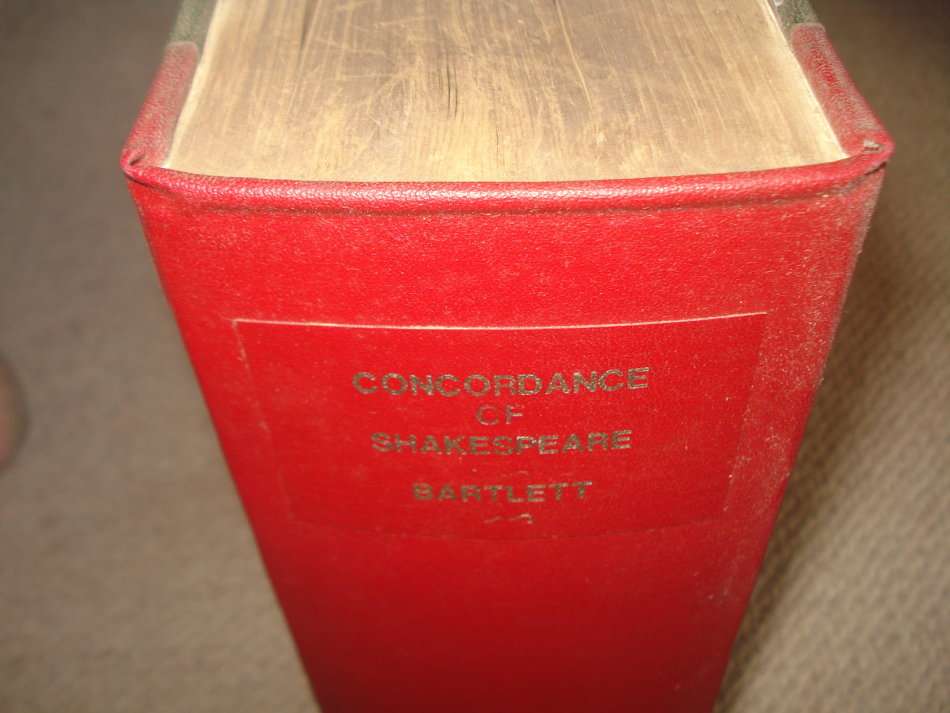 CONCORDANCE
OF
SHAKESPEARE
BARTLETT